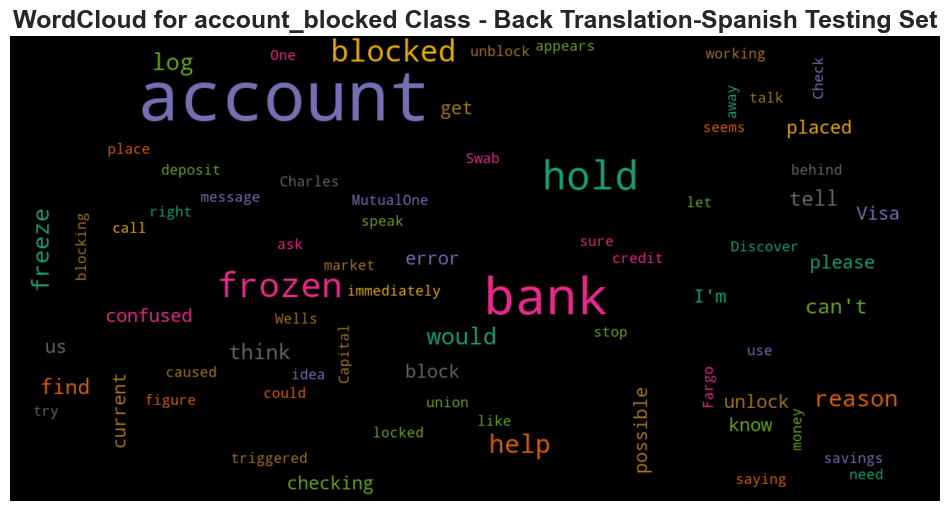 WordCloud for account_blocked Class - Back Translation-Spanish Testing Set
One
blocked
unblock
appears
working
log
Check
account
get
away
talk
seems
placed
place
deposit
Swab
hold
behind
Charles
message
MutualOne
let
tell
Visa
right
speak
freeze
blocking
call
ask
sure
Discover
market
error
credit
please
frozen
immediately
bank
I'm
can't
confused
Wells
Capital
would
stop
us
think
use
find
caused
idea
block
Fargo
current
figure
could
union
possible
unlock
reason
try
locked
like
know
money
triggered
help
savings
checking
saying
need